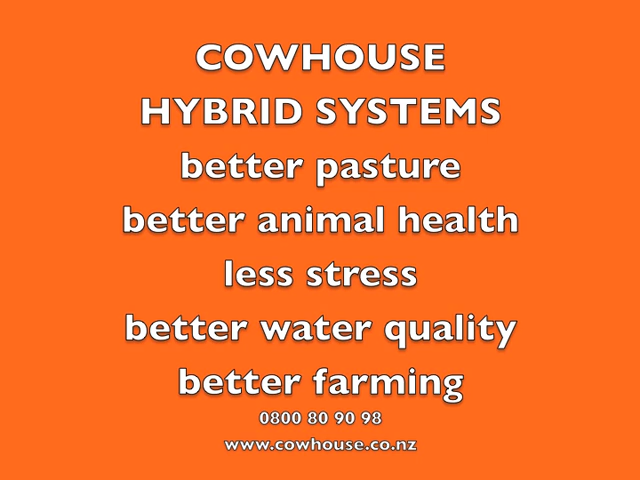 COWHOUSE
HYBRID SYSTEMS
better pasture
better animal health
less stress
better water quality
better farming
0800 80 90 98
www.cowhouse.co.nz